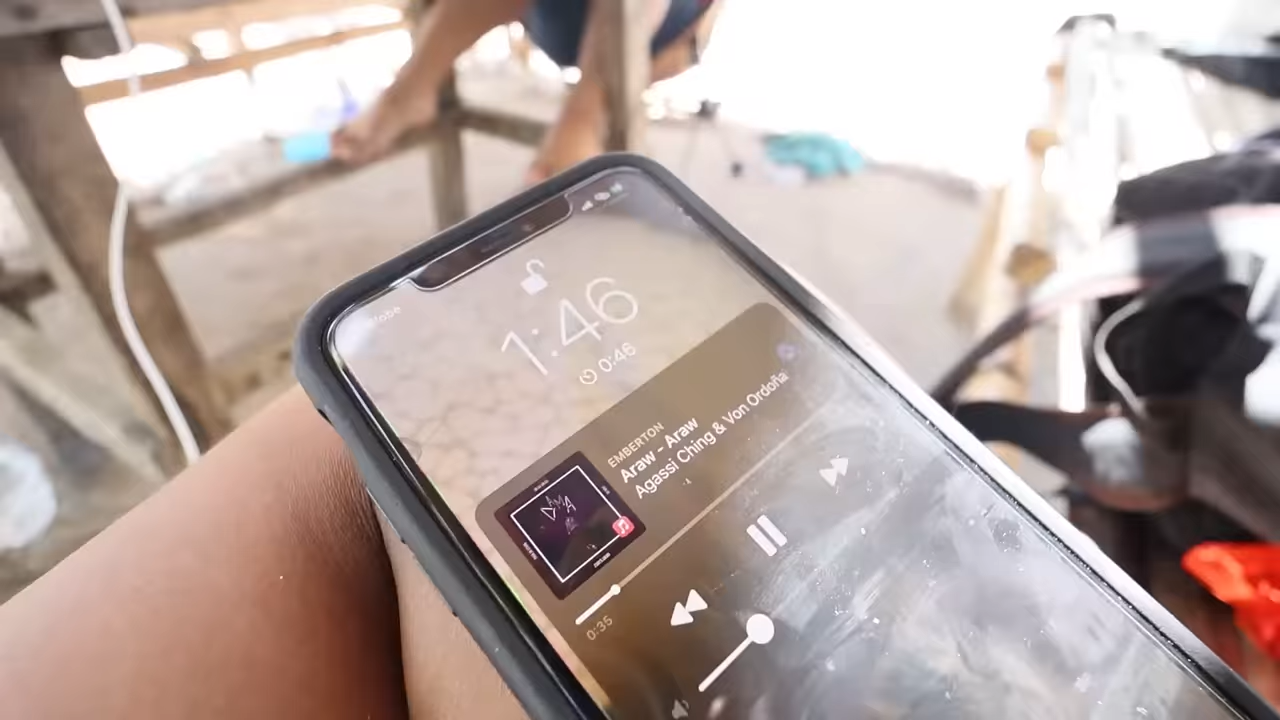 1:46
0:46
EMBERTON
Araw - Araw
Agassi Ching & Von Ordoña
0:35